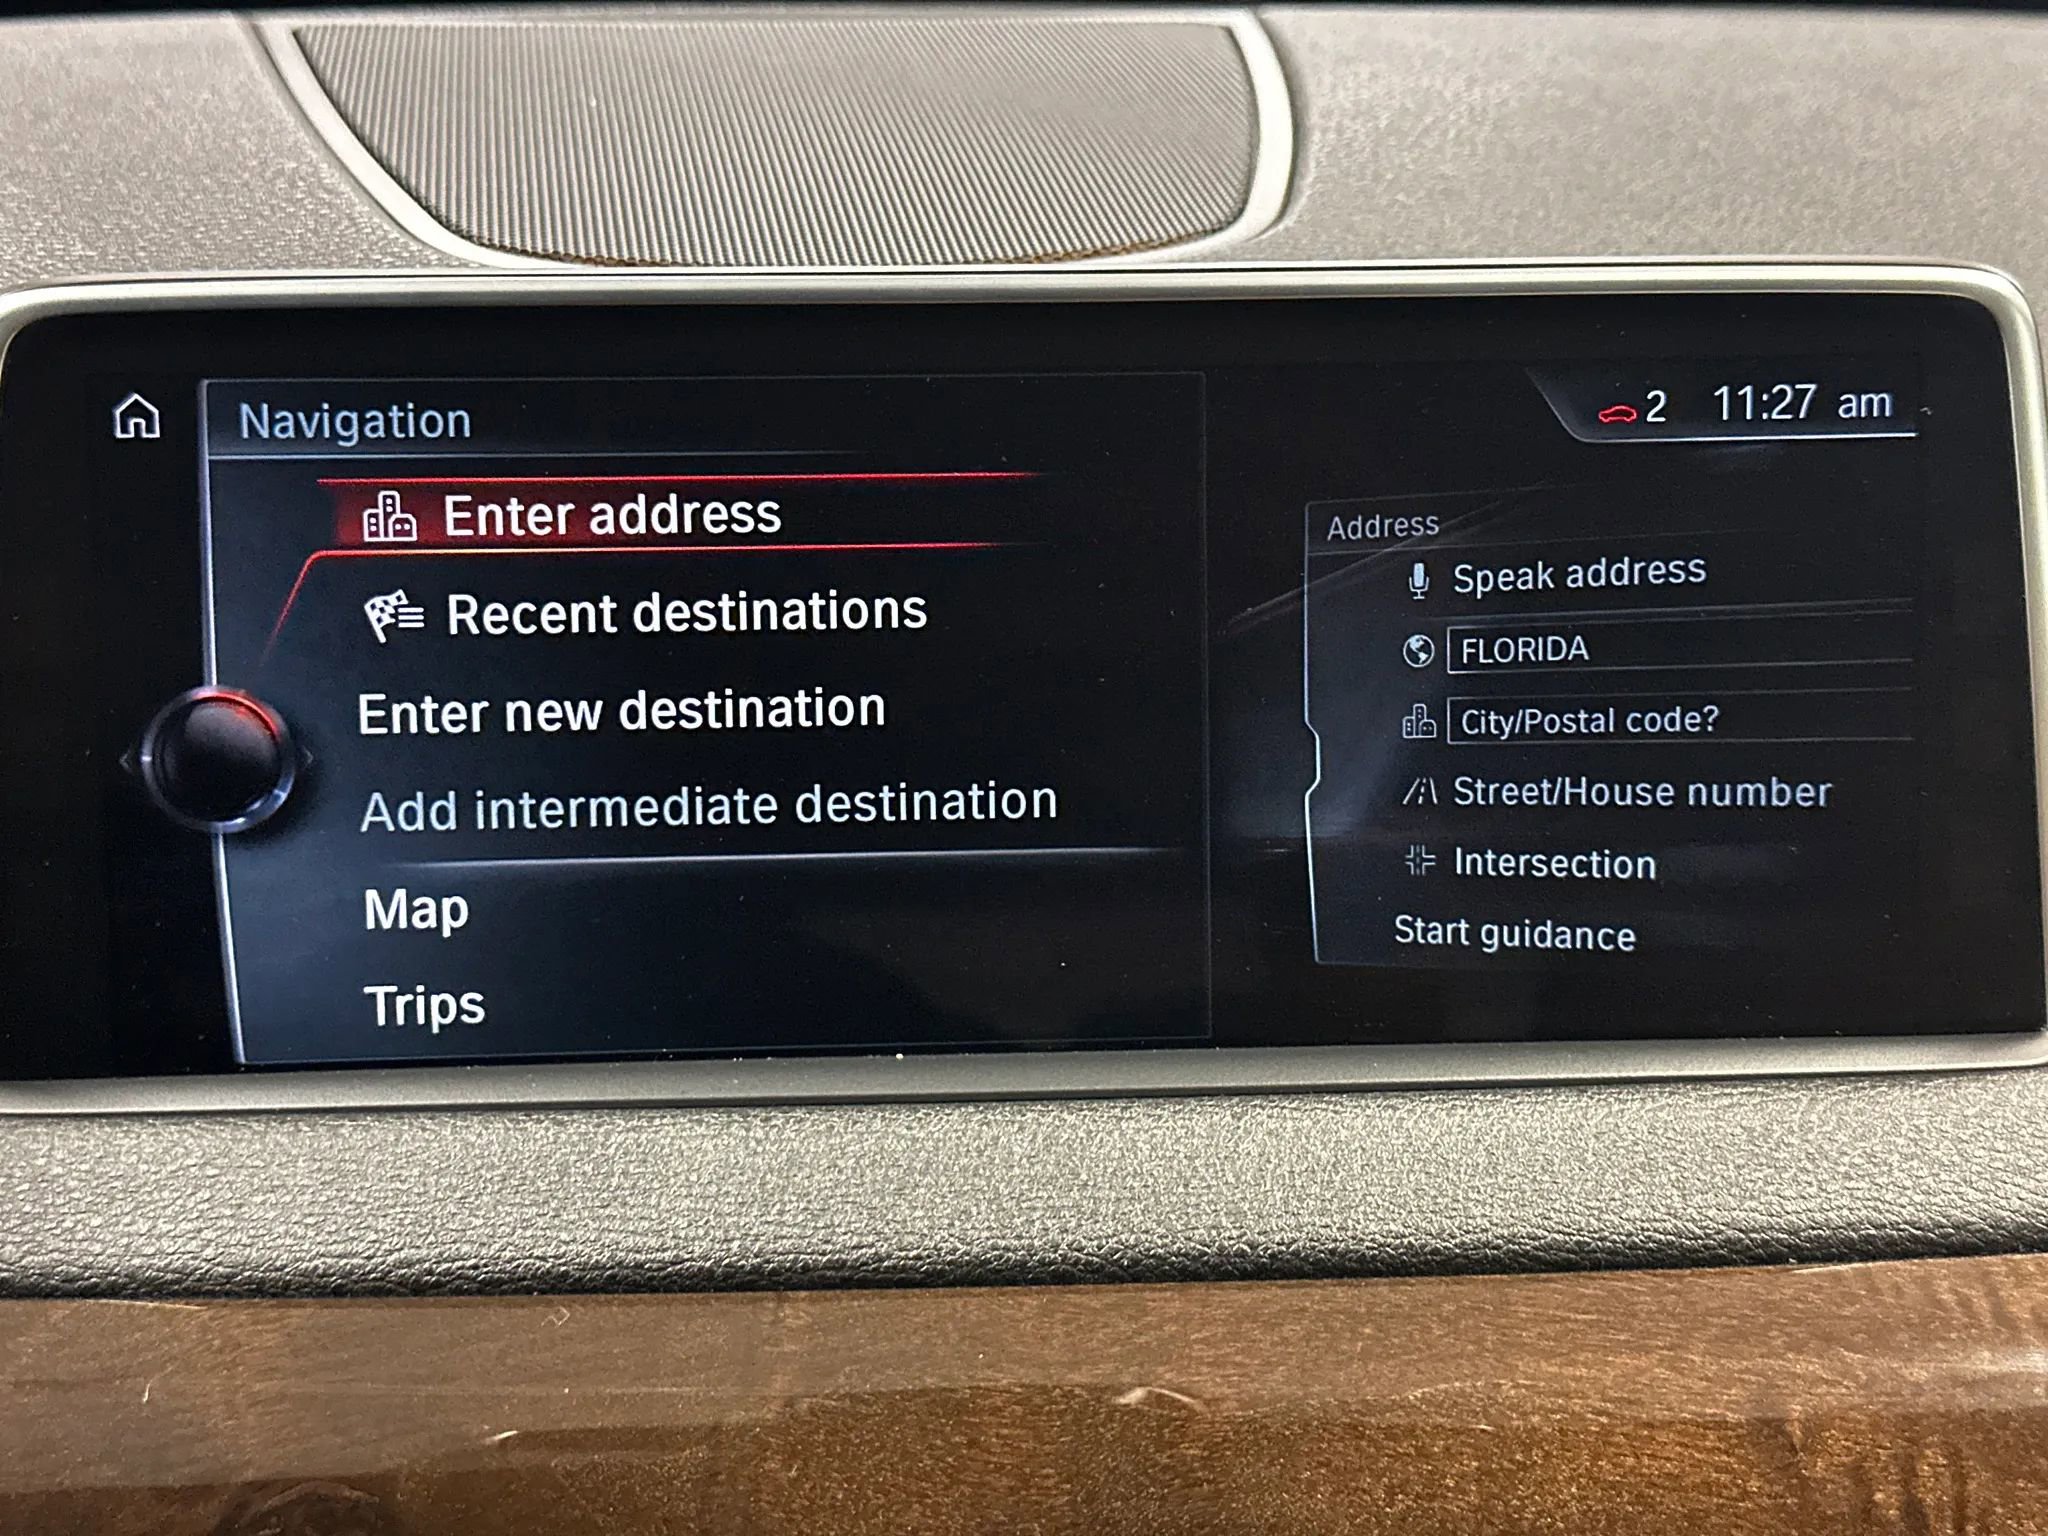 Navigation
2 11:27 am
Enter address
Recent destinations
Enter new destination
Add intermediate destination
Map
Trips
Address
Speak address
FLORIDA
City/Postal code?
Street/House number
Intersection
Start guidance